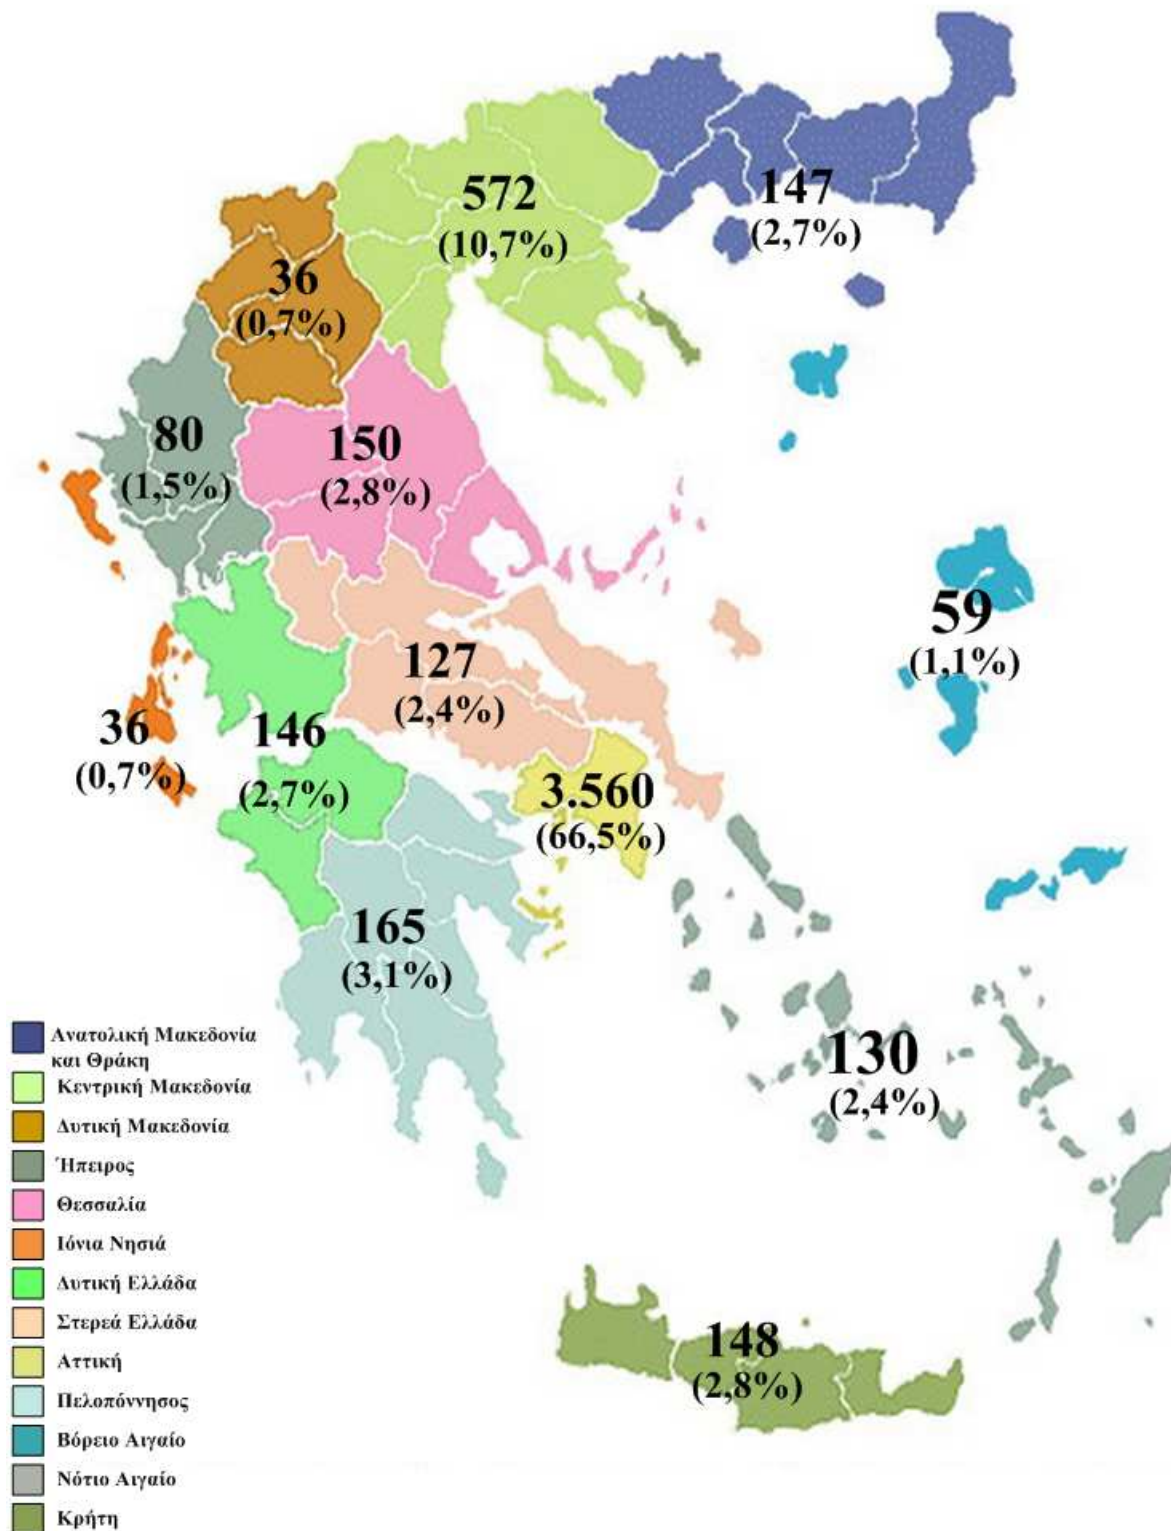 572
(10,7%)
147
(2,7%)
36
(0,7%)
80
(1,5%)
150
(2,8%)
59
(1,1%)
127
(2,4%)
36
(0,7%)
146
(2,7%)
3.560
(66,5%)
165
(3,1%)
130
(2,4%)
148
(2,8%)
Ανατολική Μακεδονία
και Θράκη
Κεντρική Μακεδονία
Δυτική Μακεδονία
Ήπειρος
Θεσσαλία
Ιόνια Νησιά
Δυτική Ελλάδα
Στερεά Ελλάδα
Αττική
Πελοπόννησος
Βόρειο Αιγαίο
Νότιο Αιγαίο
Κρήτη